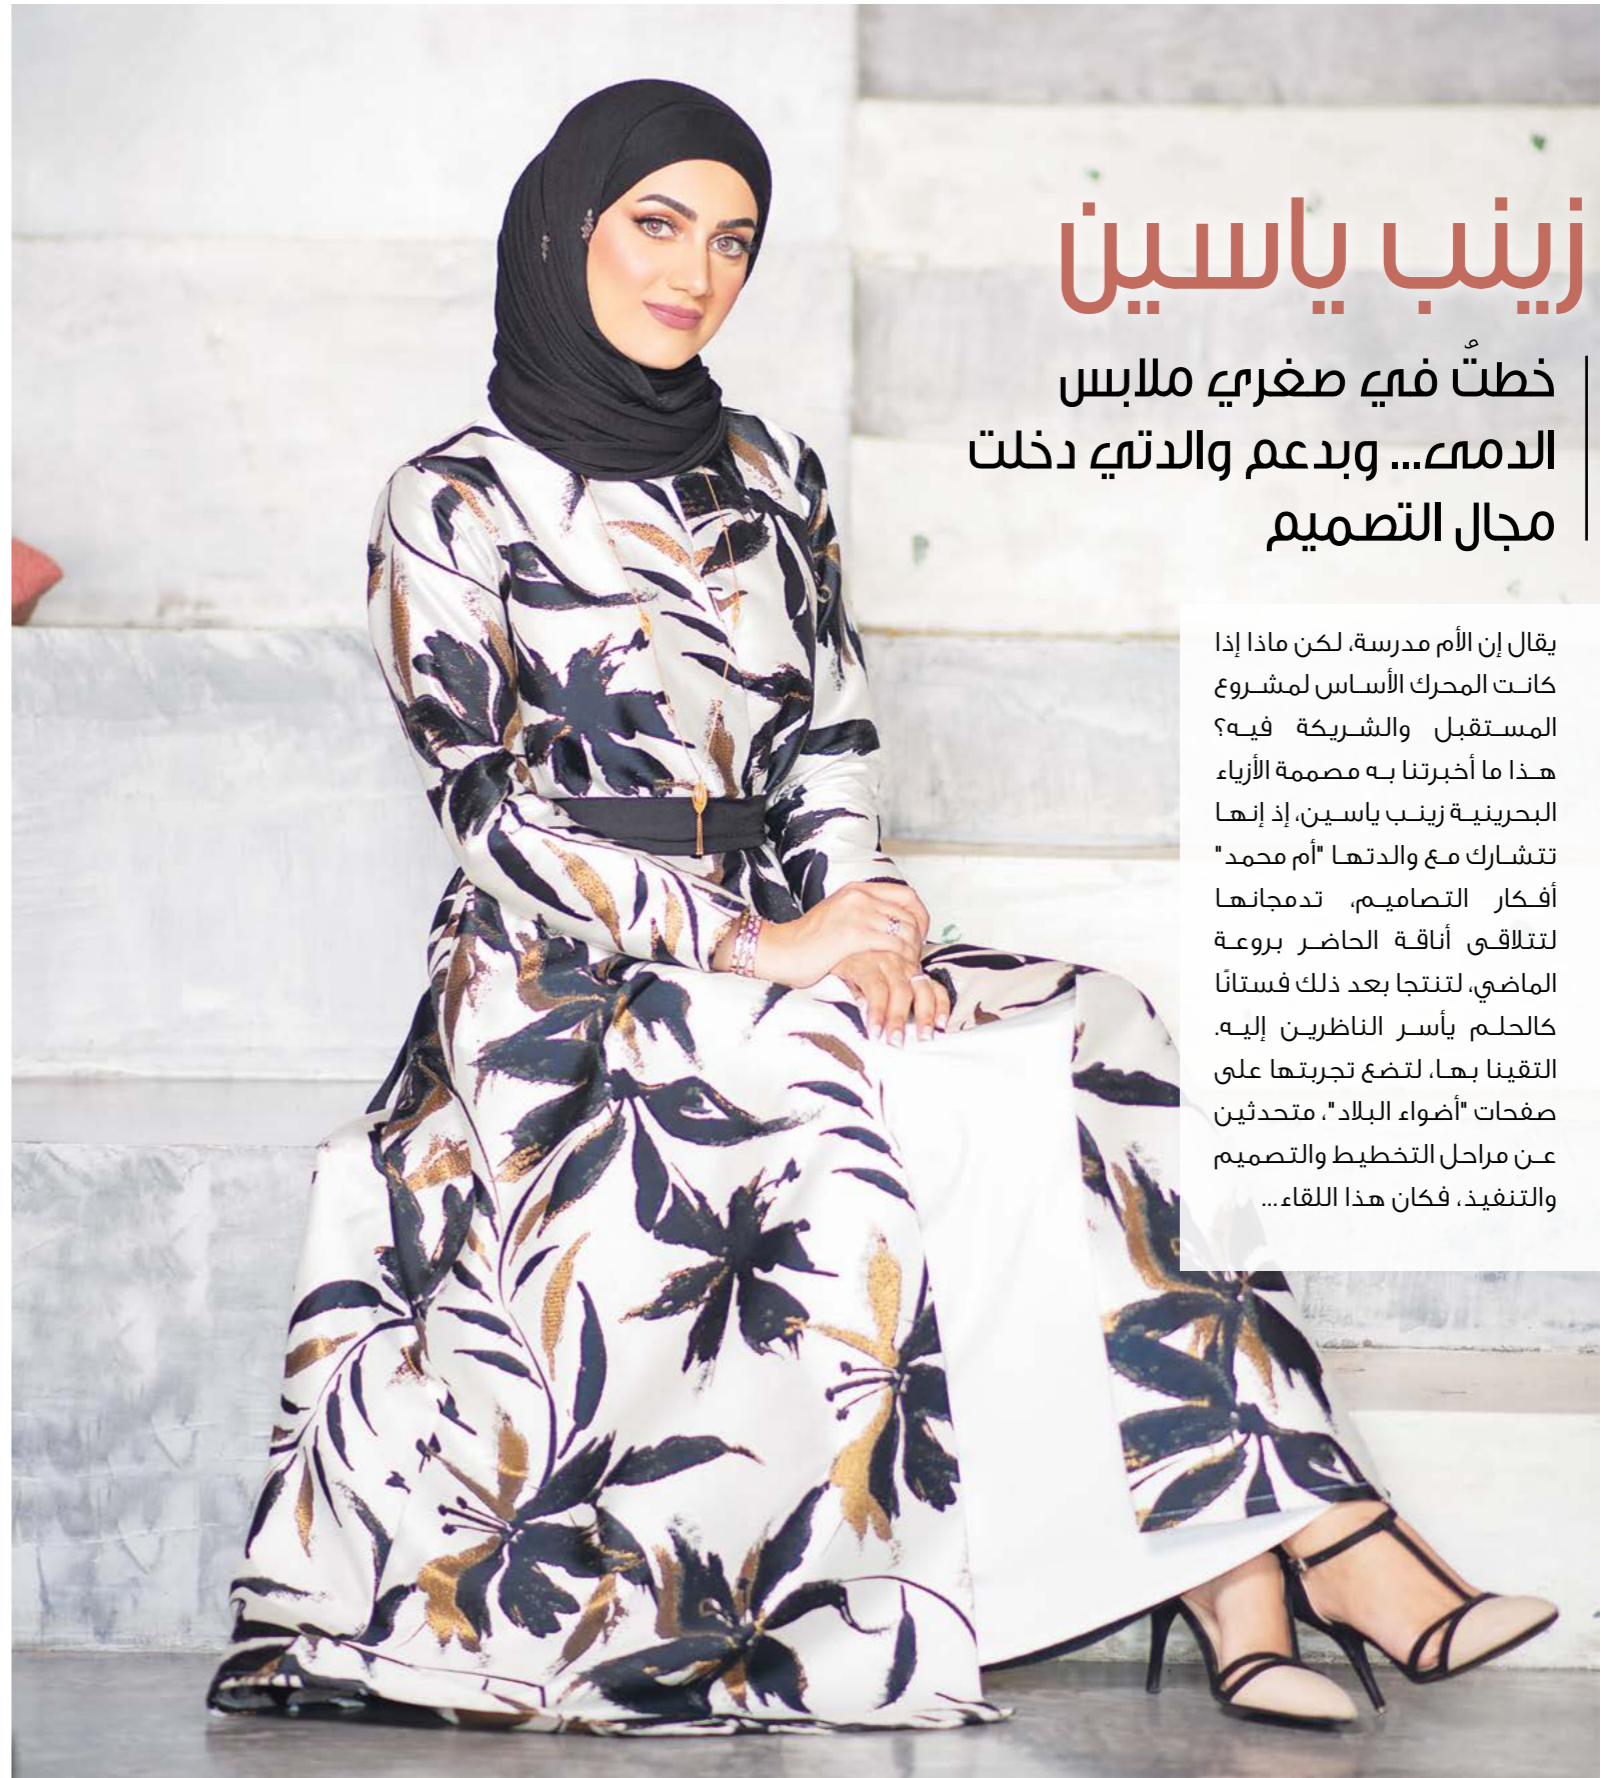 زينب ياسين
خطتُ في صغري ملابس
الدمى... وبدعم والدتي دخلت
مجال التصميم
يقال إن الأم مدرسة، لكن ماذا إذا
كانت المحرك الأساس لمشروع
المستقبل والشريكة فيه؟
هذا ما أخبرتنا به مصممة الأزياء
البحرينية زينب ياسين، إذ إنها
تتشارك مع والدتها "أم محمد"
أفكار التصاميم، تدمجانها
لتتلاقى أناقة الحاضر بروعة
الماضي، لتنتجا بعد ذلك فستانًا
كالحلم يأسر الناظرين إليه.
التقينا بها، لتضع تجربتها على
صفحات "أضواء البلاد"، متحدثين
عن مراحل التخطيط والتصميم
والتنفيذ، فكان هذا اللقاء...